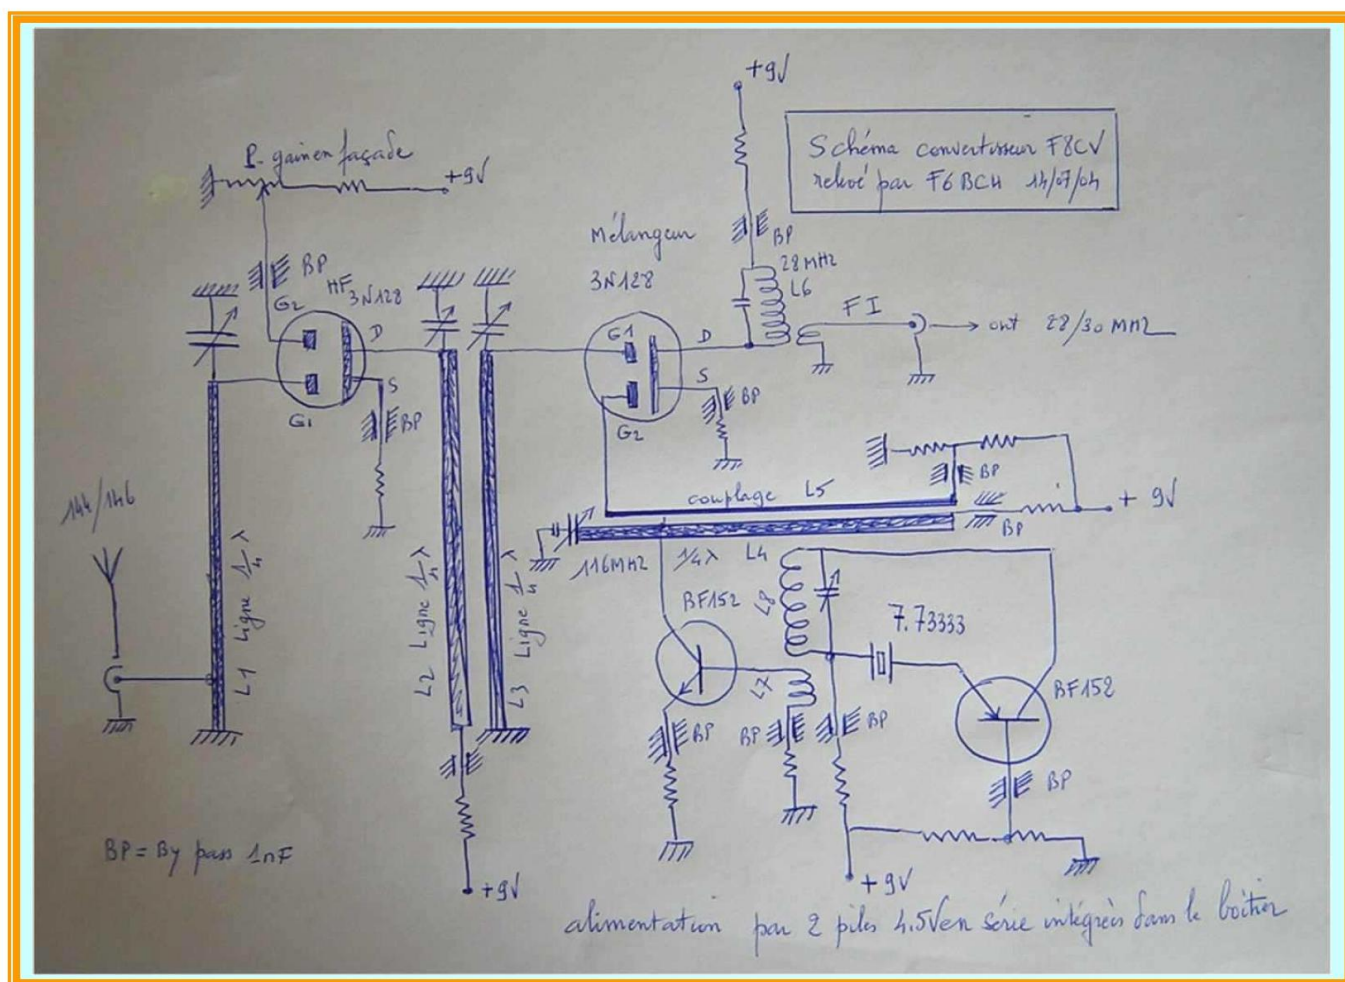 +9V
Schéma convertisseur F8CV
relevé par F6BCH 14/07/04
P. gain en façade
+9V
Mélangeur
3N128
BP
28MHz
L6
BP
HF
3N128
G2
D
G1
S
BP
G1
D
S
G2
BP
FI
out 28/30 MHz
144/146
L1 Ligne 1/4 λ
L2 Ligne 1/4 λ
L3 Ligne 1/4 λ
couplage L5
BP
+ 9V
BP
116MHz
1/4 λ
L4
BF152
L8
7.73333
L7
BF152
BP
BP
BP
BP
BP = By pass 1nF
+9V
+9V
alimentation par 2 piles 4.5V en série intégrées dans le boîtier